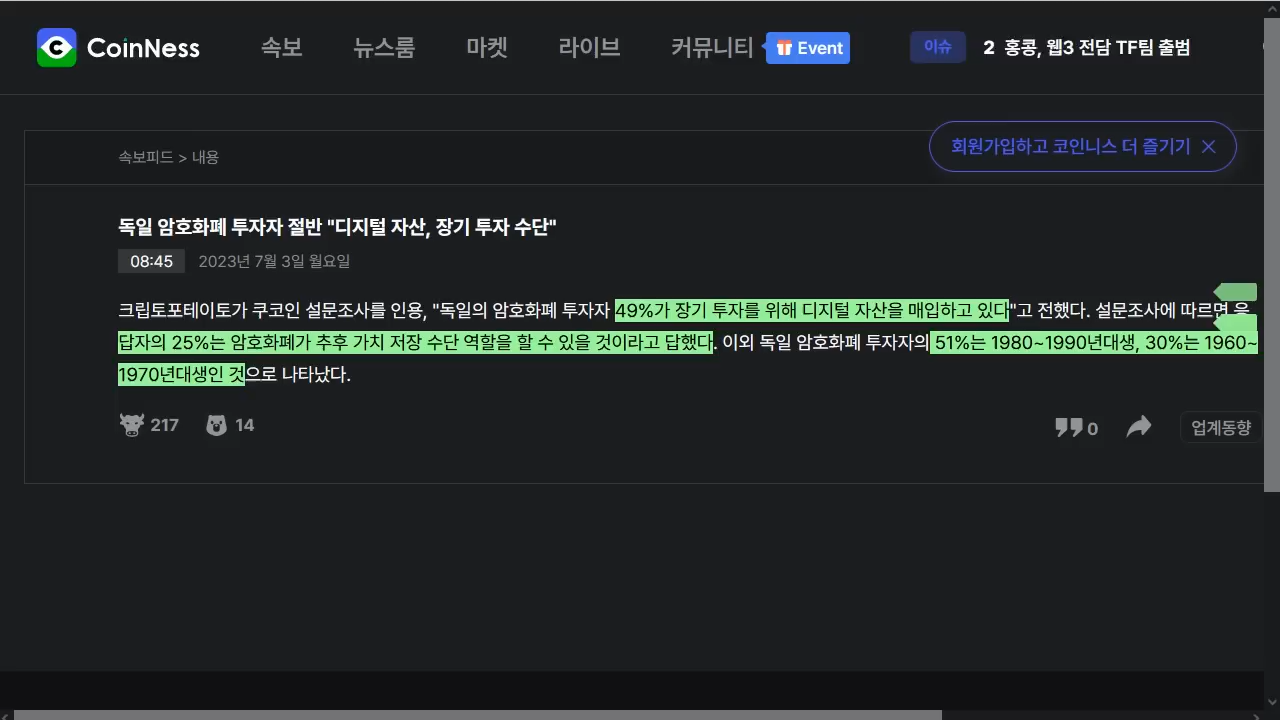 CoinNess 속보 뉴스룸 마켓 라이브 커뮤니티 Event 이슈 2 홍콩, 웹3 전담 TF팀 출범
회원가입하고 코인니스 더 즐기기
속보피드 > 내용
독일 암호화폐 투자자 절반 "디지털 자산, 장기 투자 수단"
08:45 2023년 7월 3일 월요일
크립토포테이토가 쿠코인 설문조사를 인용, "독일의 암호화폐 투자자 49%가 장기 투자를 위해 디지털 자산을 매입하고 있다"고 전했다. 설문조사에 따르면 응
답자의 25%는 암호화폐가 추후 가치 저장 수단 역할을 할 수 있을 것이라고 답했다. 이외 독일 암호화폐 투자자의 51%는 1980~1990년대생, 30%는 1960~
1970년대생인 것으로 나타났다.
217 14 0 업계동향